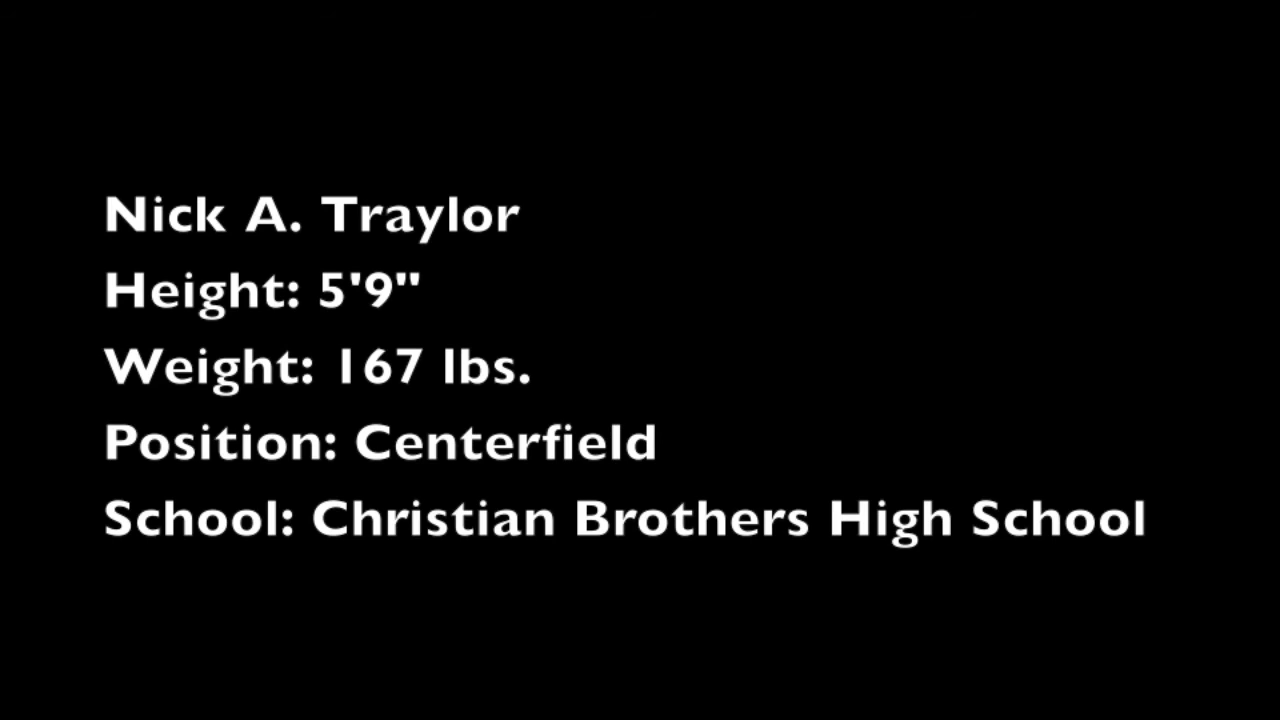 Nick A. Traylor
Height: 5'9"
Weight: 167 lbs.
Position: Centerfield
School: Christian Brothers High School